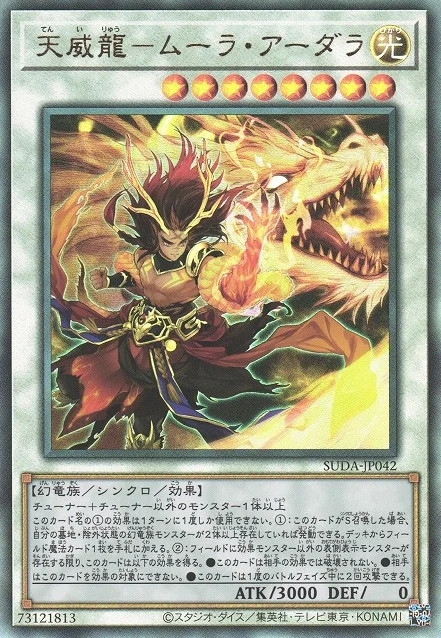 天威龍－ムーラ・アーダラ
光
SUDA-JP042
【幻竜族／シンクロ／効果】
チューナー＋チューナー以外のモンスター1体以上
このカード名の①の効果は1ターンに1度しか使用できない。①：このカードがS召喚した場合、
自分の墓地・除外状態の幻竜族モンスターが2体以上存在していれば発動できる。デッキからフィ
ールド魔法カード1枚を手札に加える。②：フィールドに効果モンスター以外の表側表示モンスターが
存在する限り、このカードは以下の効果を得る。●このカードは相手の効果では破壊されない。●相手
はこのカードを効果の対象にできない。●このカードは1度のバトルフェイズ中に2回攻撃できる。
ATK/3000 DEF/ 0
73121813
©スタジオ・ダイス／集英社・テレビ東京・KONAMI